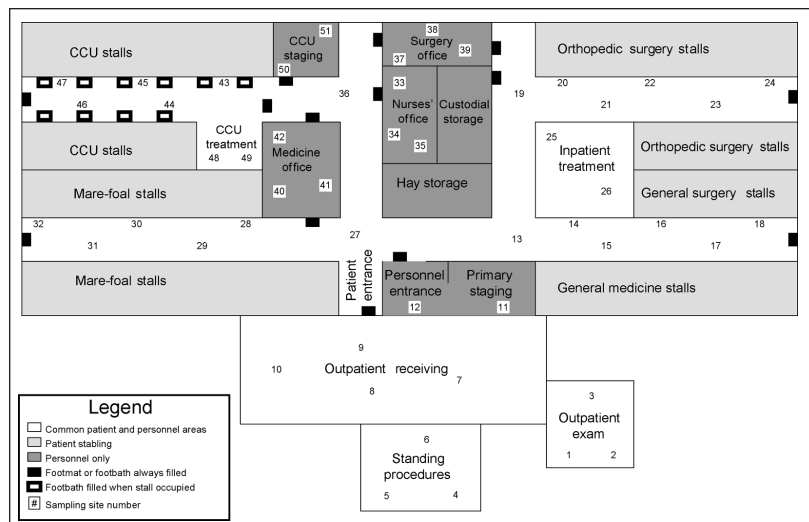 CCU stalls
CCU
staging
51
50
36
38
Surgery
office
37
39
Orthopedic surgery stalls
47
45
43
46
44
33
Nurses'
office
34
35
Custodial
storage
19
20
22
24
21
23
CCU stalls
CCU
treatment
48
49
42
Medicine
office
41
40
25
Inpatient
treatment
26
Orthopedic surgery stalls
Mare-foal stalls
Hay storage
General surgery stalls
32
30
28
31
29
27
13
14
16
18
15
17
Mare-foal stalls
Patient
entrance
Personnel
entrance
12
Primary
staging
11
General medicine stalls
9
10
Outpatient receiving
7
8
3
Outpatient
exam
1
2
6
Standing
procedures
5
4
Legend
Common patient and personnel areas
Patient stabling
Personnel only
Footmat or footbath always filled
Footbath filled when stall occupied
# Sampling site number